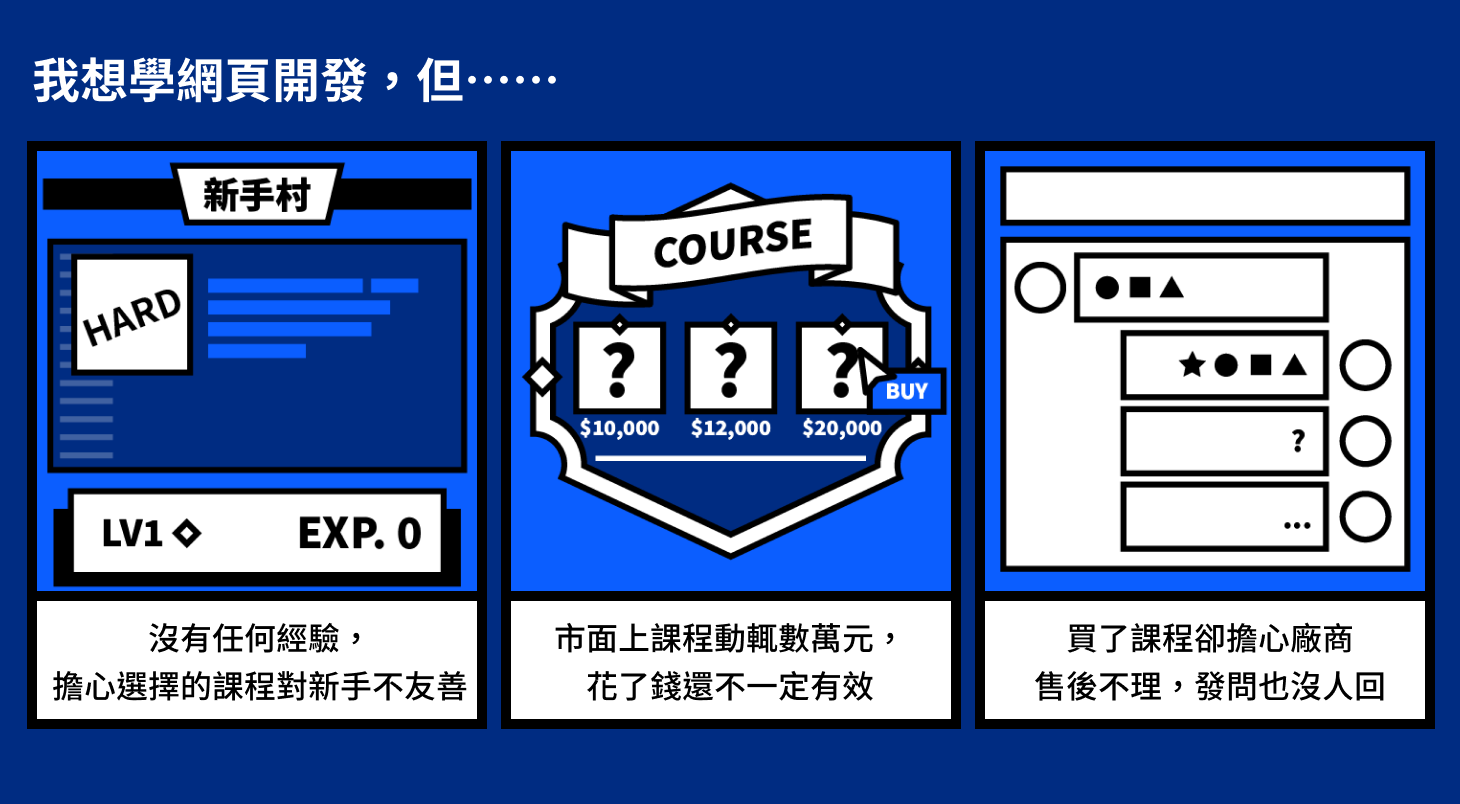 我想學網頁開發，但⋯⋯
新手村
HARD
LV1
EXP. 0
沒有任何經驗，
擔心選擇的課程對新手不友善
COURSE
? ? ?
BUY
$10,000 $12,000 $20,000
市面上課程動輒數萬元，
花了錢還不一定有效
?
...
買了課程卻擔心廠商
售後不理，發問也沒人回